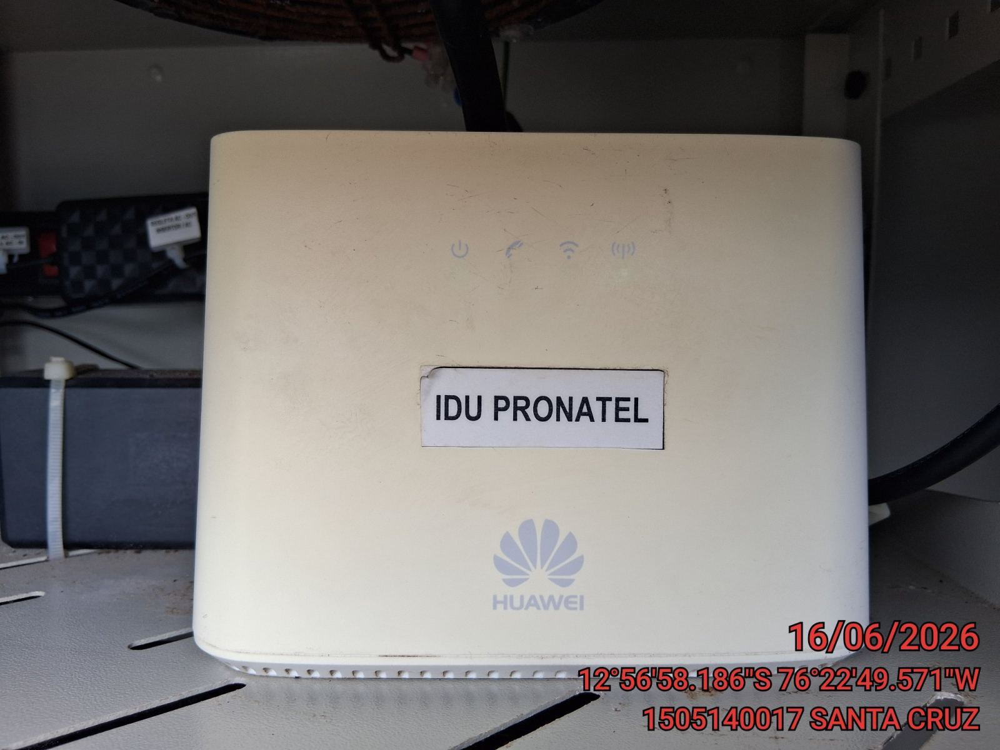 IDU PRONATEL
HUAWEI
16/06/2026
12°56'58.186"S 76°22'49.571"W
1505140017 SANTA CRUZ